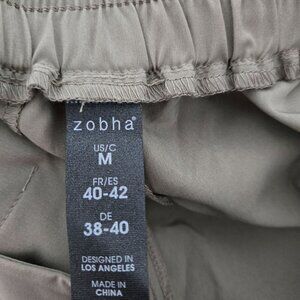 zobha®
US/C
M
FR/ES
40-42
DE
38-40
DESIGNED IN
LOS ANGELES
MADE IN
CHINA